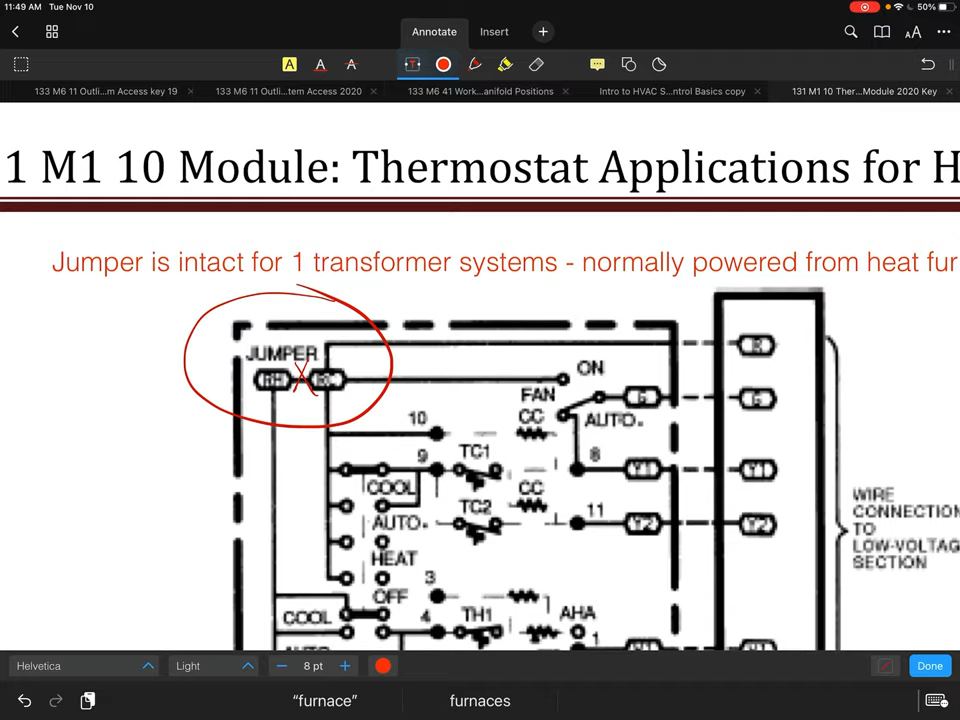 11:49 AM Tue Nov 10
50%
Annotate
Insert
A
A
A
T
AA
133 M6 11 Outli...m Access key 19
133 M6 11 Outli...tem Access 2020
133 M6 41 Work...anifold Positions
Intro to HVAC S...ntrol Basics copy
131 M1 10 Ther...Module 2020 Key
1 M1 10 Module: Thermostat Applications for H
Jumper is intact for 1 transformer systems - normally powered from heat fur
JUMPER
RH
RC
R
ON
FAN
G
G
CC
AUTO.
10
TC1
8
9
Y1
Y1
COOL
CC
TC2
11
Y2
Y2
AUTO.
WIRE
CONNECTION
TO
LOW-VOLTAG
SECTION
HEAT
3
OFF
COOL
4
TH1
AHA
1
Helvetica
Light
8 pt
Done
“furnace”
furnaces